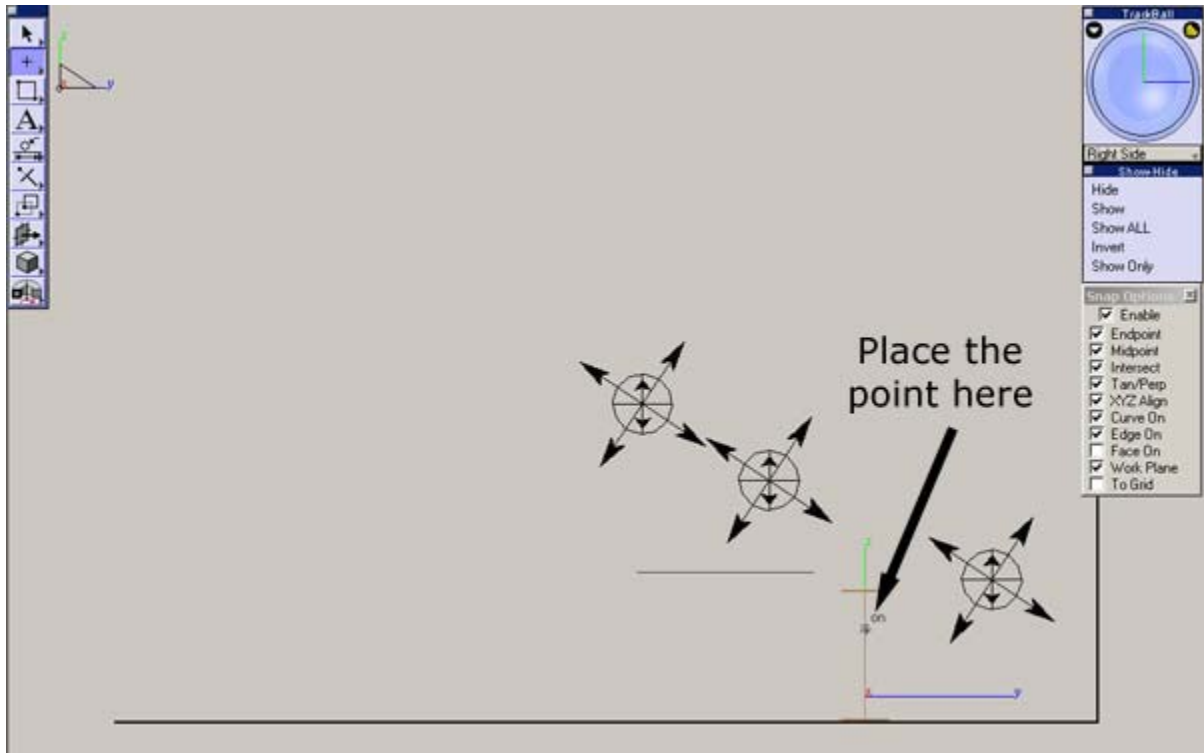 TrackBall
z
y
A
Right Side
Show Hide
Hide
Show
Show ALL
Invert
Show Only
Snap Options
Enable
Endpoint
Midpoint
Intersect
Tan/Perp
XYZ Align
Curve On
Edge On
Face On
Work Plane
To Grid
Place the
point here
z
on
x
y